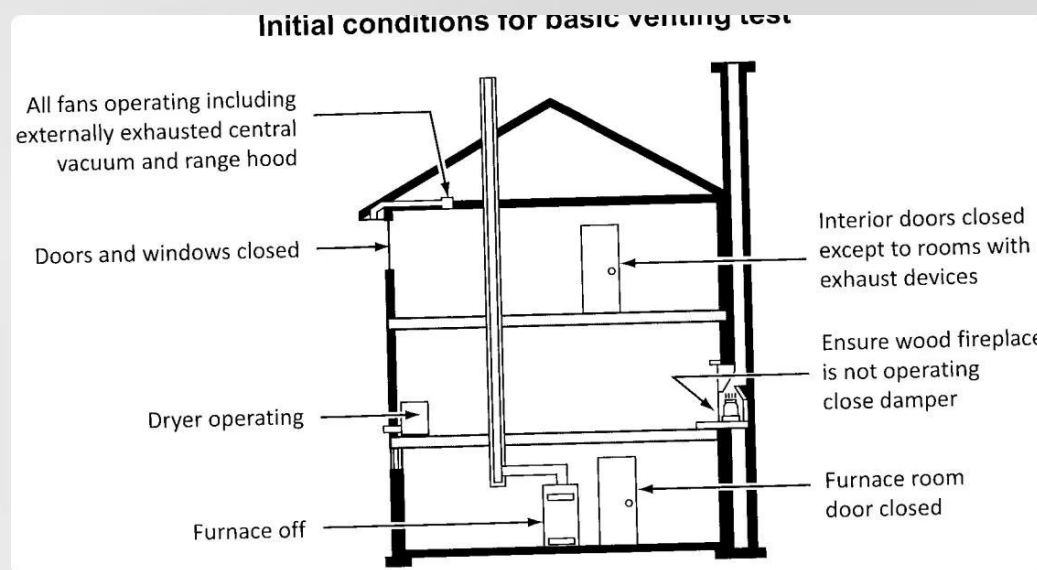 Initial conditions for basic venting test
All fans operating including
externally exhausted central
vacuum and range hood
Doors and windows closed
Interior doors closed
except to rooms with
exhaust devices
Ensure wood fireplace
is not operating
close damper
Dryer operating
Furnace room
door closed
Furnace off